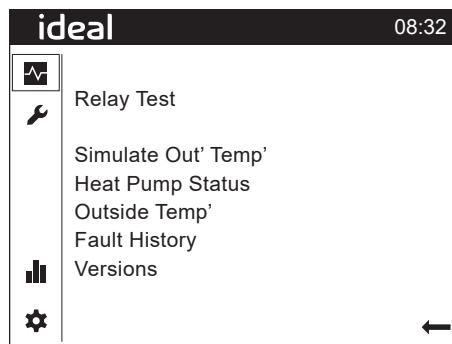 ideal
08:32
Relay Test
Simulate Out' Temp'
Heat Pump Status
Outside Temp'
Fault History
Versions